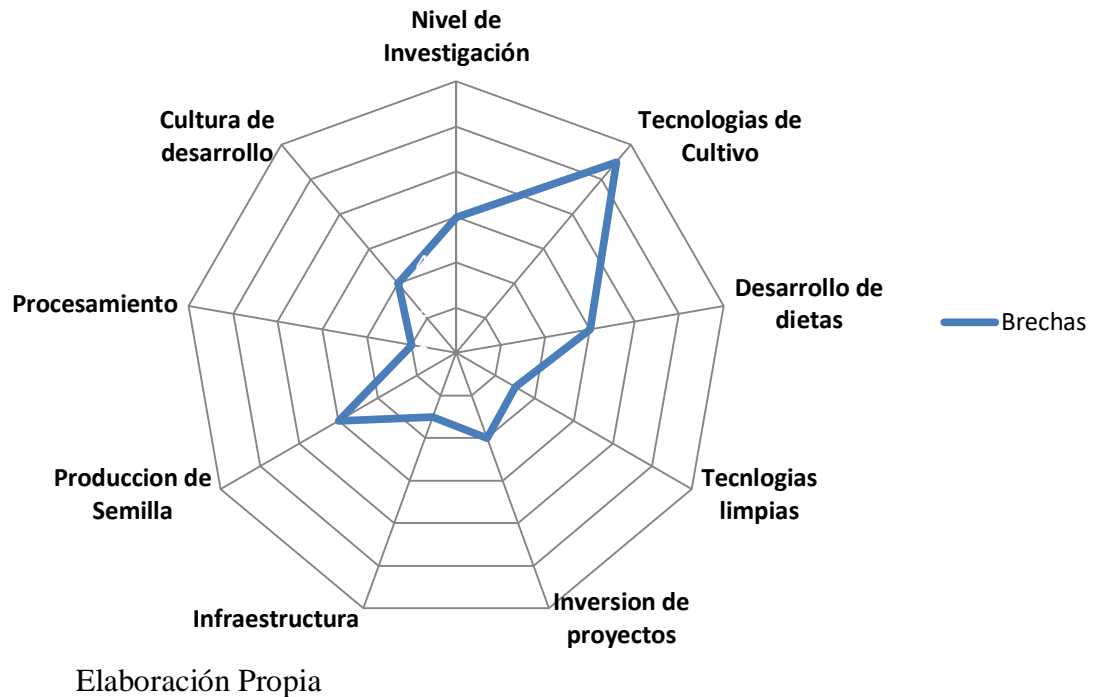 Nivel de
Investigación
Tecnologias de
Cultivo
Desarrollo de
dietas
Tecnlogias
limpias
Inversion de
proyectos
Infraestructura
Produccion de
Semilla
Procesamiento
Cultura de
desarrollo
Brechas
Elaboración Propia